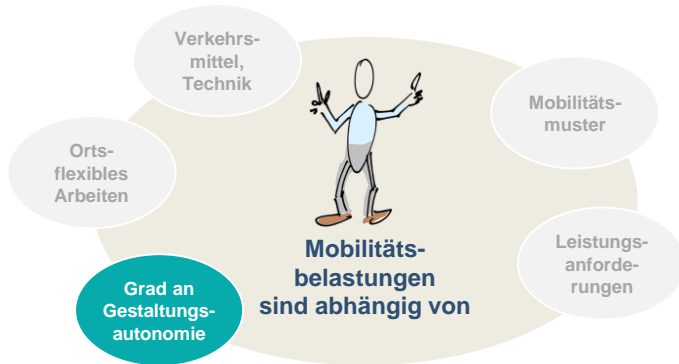 Verkehrs-
mittel,
Technik
Mobilitäts-
muster
Orts-
flexibles
Arbeiten
Mobilitäts-
belastungen
sind abhängig von
Leistungs-
anforde-
rungen
Grad an
Gestaltungs-
autonomie